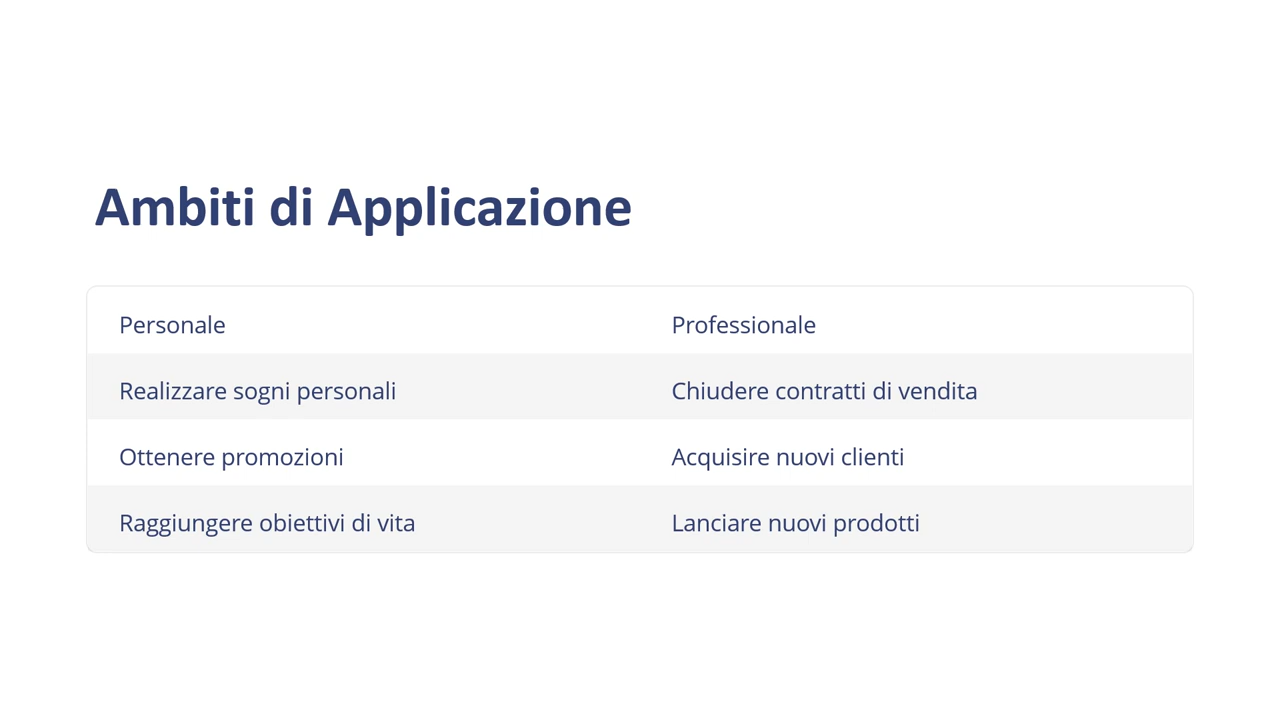 Ambiti di Applicazione
Personale Professionale
Realizzare sogni personali Chiudere contratti di vendita
Ottenere promozioni Acquisire nuovi clienti
Raggiungere obiettivi di vita Lanciare nuovi prodotti